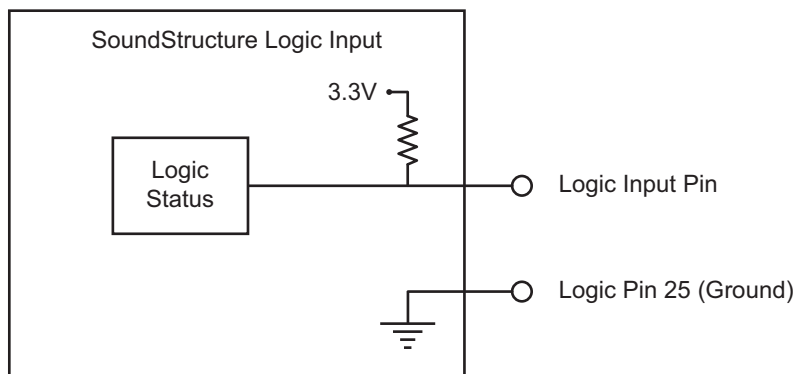 SoundStructure Logic Input
3.3V
Logic
Status
Logic Input Pin
Logic Pin 25 (Ground)